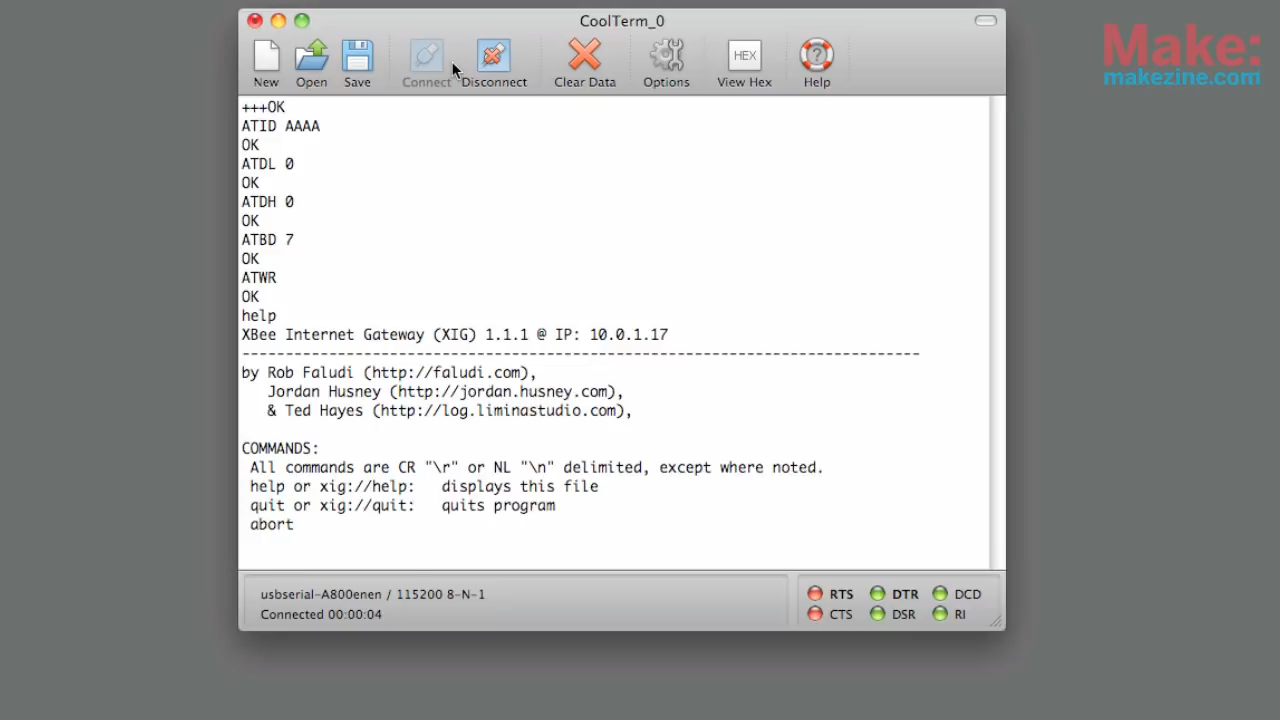 CoolTerm_0
Make:
makezine.com
New Open Save Connect Disconnect Clear Data Options HEX View Hex Help
+++OK
ATID AAAA
OK
ATDL 0
OK
ATDH 0
OK
ATBD 7
OK
ATWR
OK
help
XBee Internet Gateway (XIG) 1.1.1 @ IP: 10.0.1.17
------------------------------------------------------------------------------
by Rob Faludi (http://faludi.com),
Jordan Husney (http://jordan.husney.com),
& Ted Hayes (http://log.liminastudio.com),
COMMANDS:
All commands are CR "\r" or NL "\n" delimited, except where noted.
help or xig://help: displays this file
quit or xig://quit: quits program
abort
usbserial-A800enen / 115200 8-N-1
Connected 00:00:04
RTS DTR DCD
CTS DSR RI